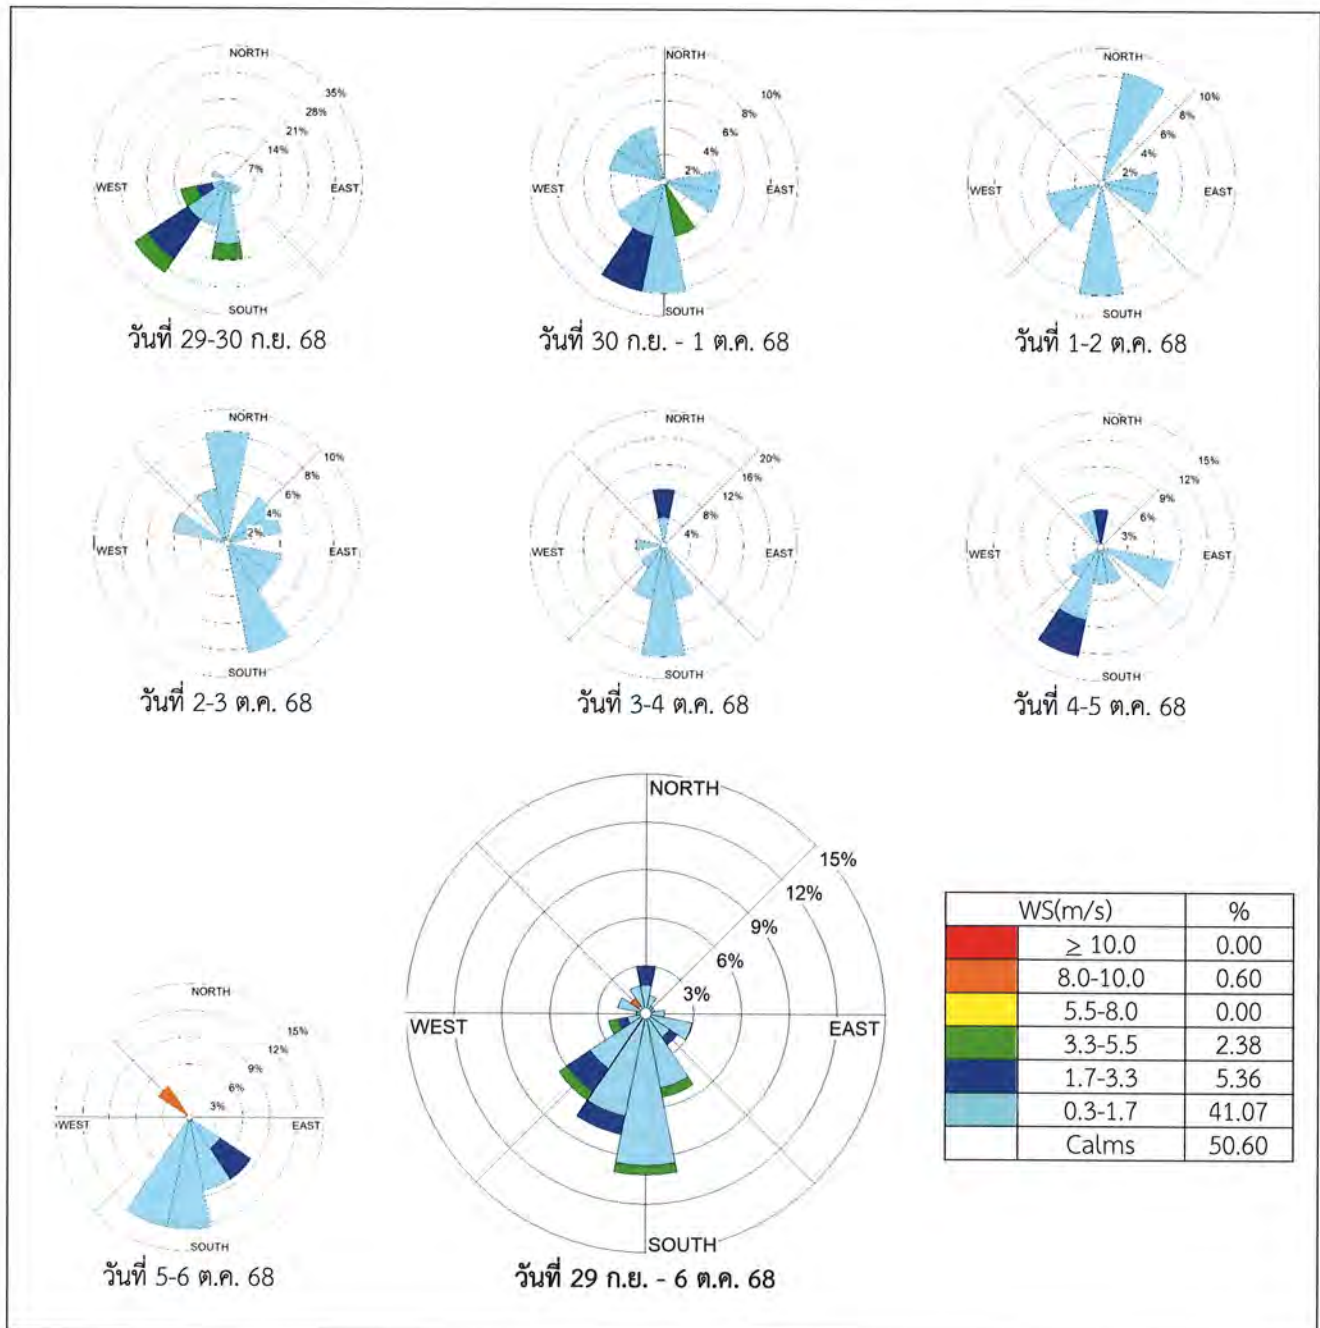 NORTH
35%
28%
21%
14%
7%
WEST
EAST
SOUTH
วันที่ 29-30 ก.ย. 68
NORTH
10%
8%
6%
4%
2%
WEST
EAST
SOUTH
วันที่ 30 ก.ย. - 1 ต.ค. 68
NORTH
10%
8%
6%
4%
2%
WEST
EAST
SOUTH
วันที่ 1-2 ต.ค. 68
NORTH
10%
8%
6%
4%
2%
WEST
EAST
SOUTH
วันที่ 2-3 ต.ค. 68
NORTH
20%
16%
12%
8%
4%
WEST
EAST
SOUTH
วันที่ 3-4 ต.ค. 68
NORTH
15%
12%
9%
6%
3%
WEST
EAST
SOUTH
วันที่ 4-5 ต.ค. 68
NORTH
15%
12%
9%
6%
3%
WEST
EAST
SOUTH
วันที่ 5-6 ต.ค. 68
NORTH
15%
12%
9%
6%
3%
WEST
EAST
SOUTH
วันที่ 29 ก.ย. - 6 ต.ค. 68
WS(m/s) %
≥ 10.0 0.00
8.0-10.0 0.60
5.5-8.0 0.00
3.3-5.5 2.38
1.7-3.3 5.36
0.3-1.7 41.07
Calms 50.60